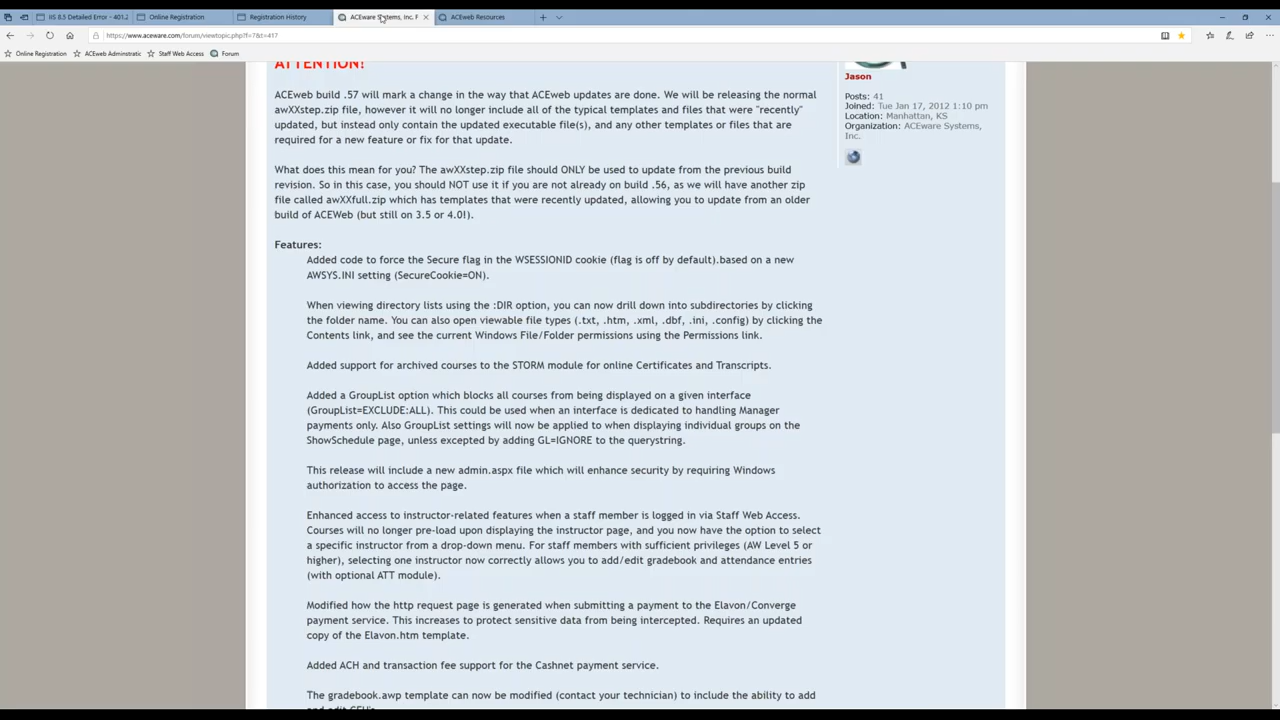 IIS 8.5 Detailed Error - 401.2
Online Registration
Registration History
ACEware Systems, Inc. F
ACEweb Resources
https://www.aceware.com/forum/viewtopic.php?f=7&t=417
Online Registration
ACEweb Adminstratic
Staff Web Access
Forum
ATTENTION!
Jason
ACEweb build .57 will mark a change in the way that ACEweb updates are done. We will be releasing the normal
awXXstep.zip file, however it will no longer include all of the typical templates and files that were "recently"
updated, but instead only contain the updated executable file(s), and any other templates or files that are
required for a new feature or fix for that update.
Posts: 41
Joined: Tue Jan 17, 2012 1:10 pm
Location: Manhattan, KS
Organization: ACEware Systems,
Inc.
What does this mean for you? The awXXstep.zip file should ONLY be used to update from the previous build
revision. So in this case, you should NOT use it if you are not already on build .56, as we will have another zip
file called awXXfull.zip which has templates that were recently updated, allowing you to update from an older
build of ACEWeb (but still on 3.5 or 4.0!).
Features:
Added code to force the Secure flag in the WSESSIONID cookie (flag is off by default).based on a new
AWSYS.INI setting (SecureCookie=ON).
When viewing directory lists using the :DIR option, you can now drill down into subdirectories by clicking
the folder name. You can also open viewable file types (.txt, .htm, .xml, .dbf, .ini, .config) by clicking the
Contents link, and see the current Windows File/Folder permissions using the Permissions link.
Added support for archived courses to the STORM module for online Certificates and Transcripts.
Added a GroupList option which blocks all courses from being displayed on a given interface
(GroupList=EXCLUDE:ALL). This could be used when an interface is dedicated to handling Manager
payments only. Also GroupList settings will now be applied to when displaying individual groups on the
ShowSchedule page, unless excepted by adding GL=IGNORE to the querystring.
This release will include a new admin.aspx file which will enhance security by requiring Windows
authorization to access the page.
Enhanced access to instructor-related features when a staff member is logged in via Staff Web Access.
Courses will no longer pre-load upon displaying the instructor page, and you now have the option to select
a specific instructor from a drop-down menu. For staff members with sufficient privileges (AW Level 5 or
higher), selecting one instructor now correctly allows you to add/edit gradebook and attendance entries
(with optional ATT module).
Modified how the http request page is generated when submitting a payment to the Elavon/Converge
payment service. This increases to protect sensitive data from being intercepted. Requires an updated
copy of the Elavon.htm template.
Added ACH and transaction fee support for the Cashnet payment service.
The gradebook.awp template can now be modified (contact your technician) to include the ability to add
and edit CEU's